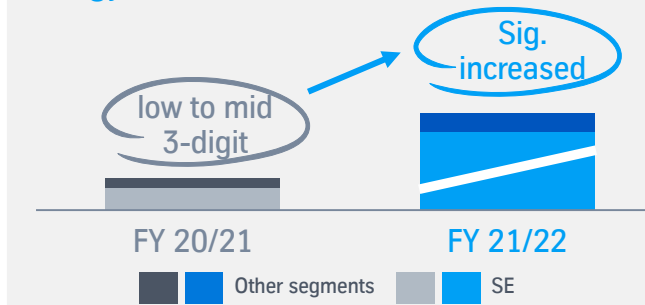 Sig.
increased
low to mid
3-digit
FY 20/21
FY 21/22
Other segments
SE